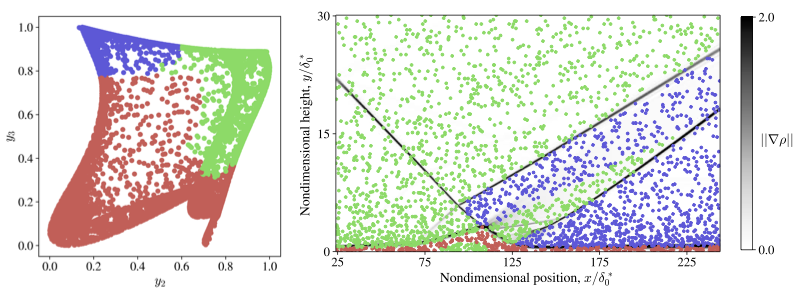 1.0
0.8
0.6
0.4
0.2
0.0
y₃
0.0 0.2 0.4 0.6 0.8 1.0
y₂
30
15
0
Nondimensional height, y/δ₀*
25 75 125 175 225
Nondimensional position, x/δ₀*
2.0
||∇ρ||
0.0